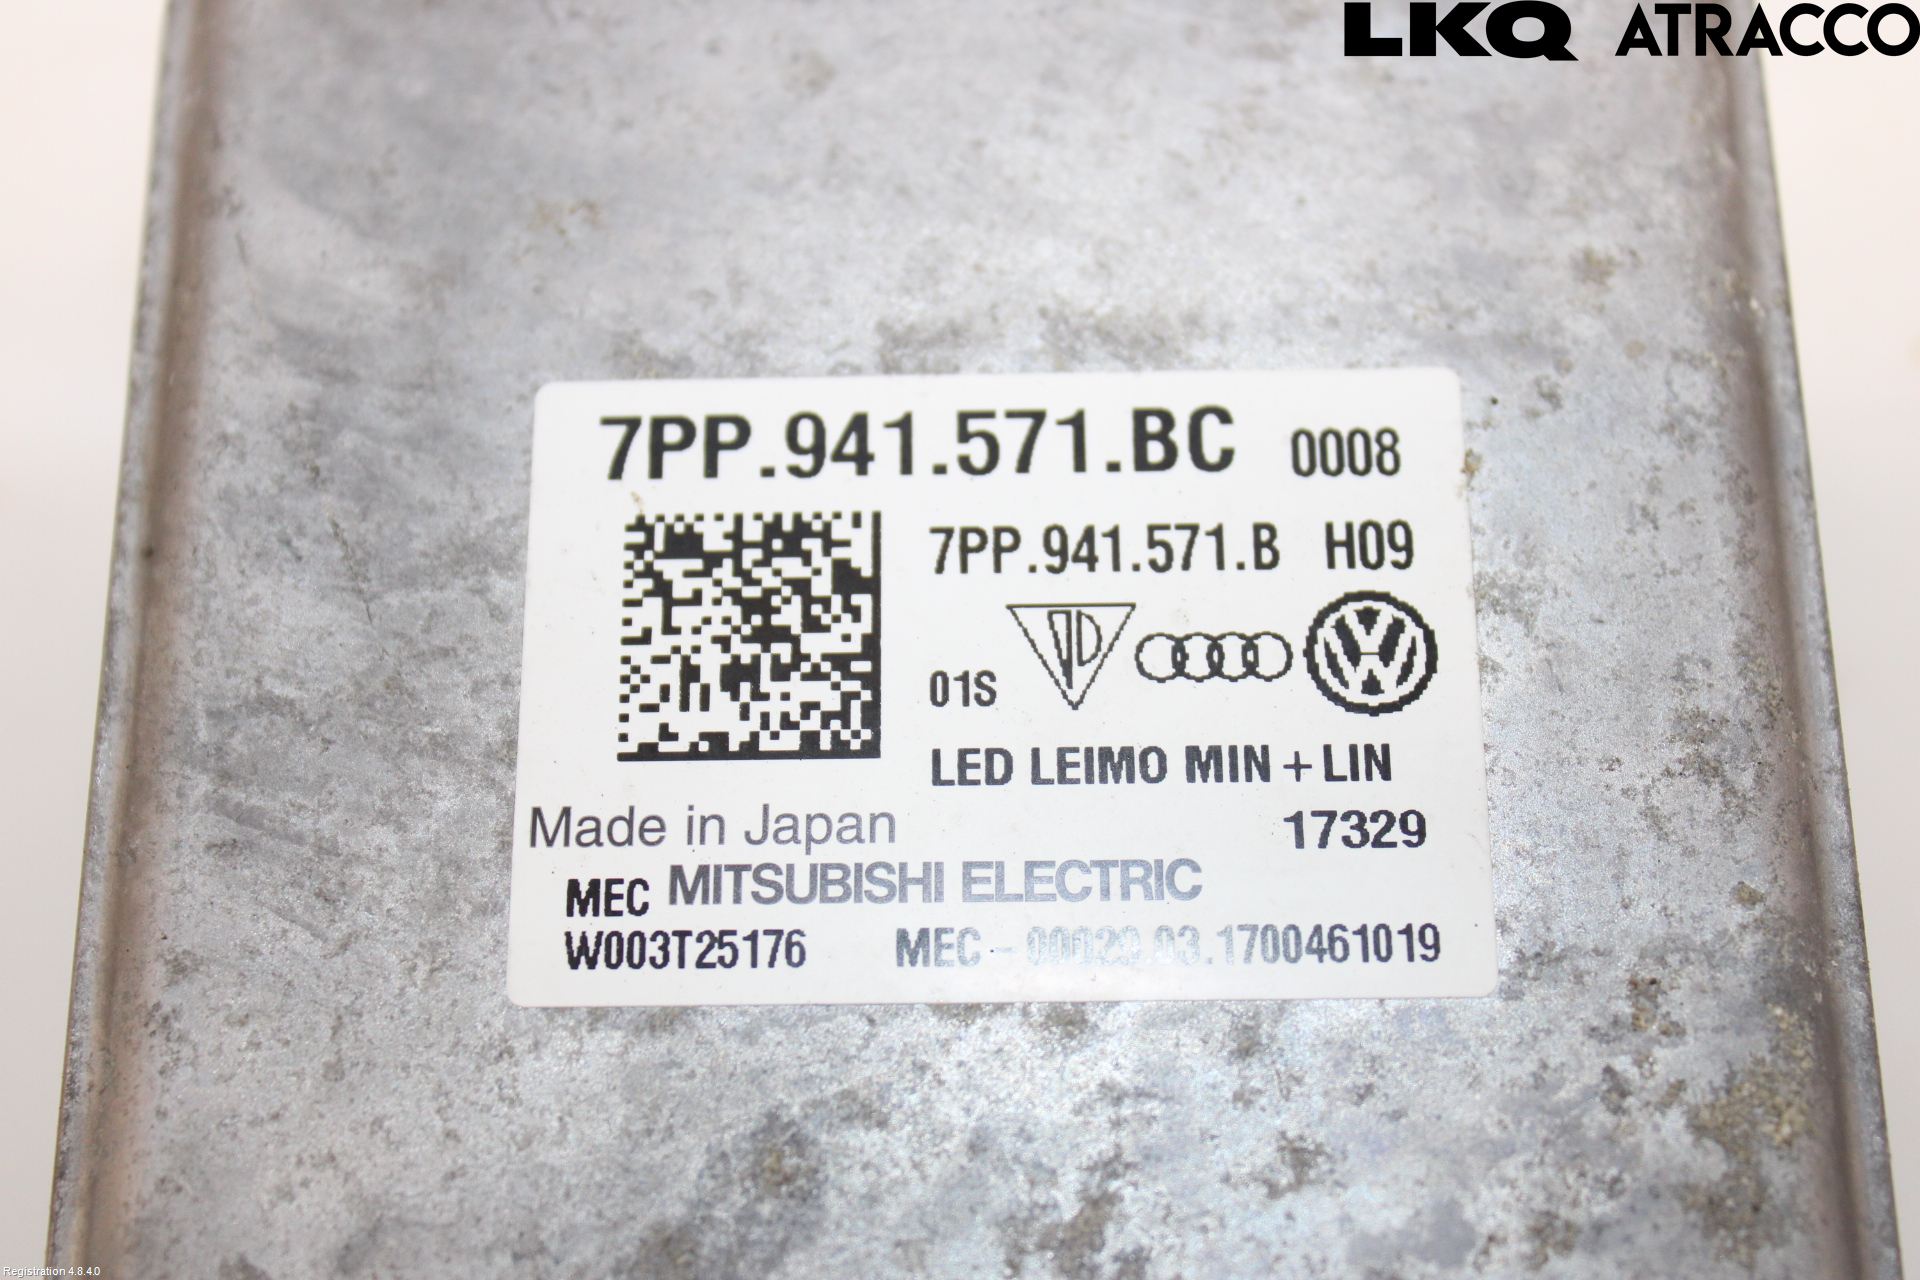 LKQ ATRACCO
7PP.941.571.BC 0008
7PP.941.571.B H09
01S
LED LEIMO MIN + LIN
Made in Japan 17329
MEC MITSUBISHI ELECTRIC
W003T25176 MEC - 00029.03.1700461019
Registration 4.8.4.0